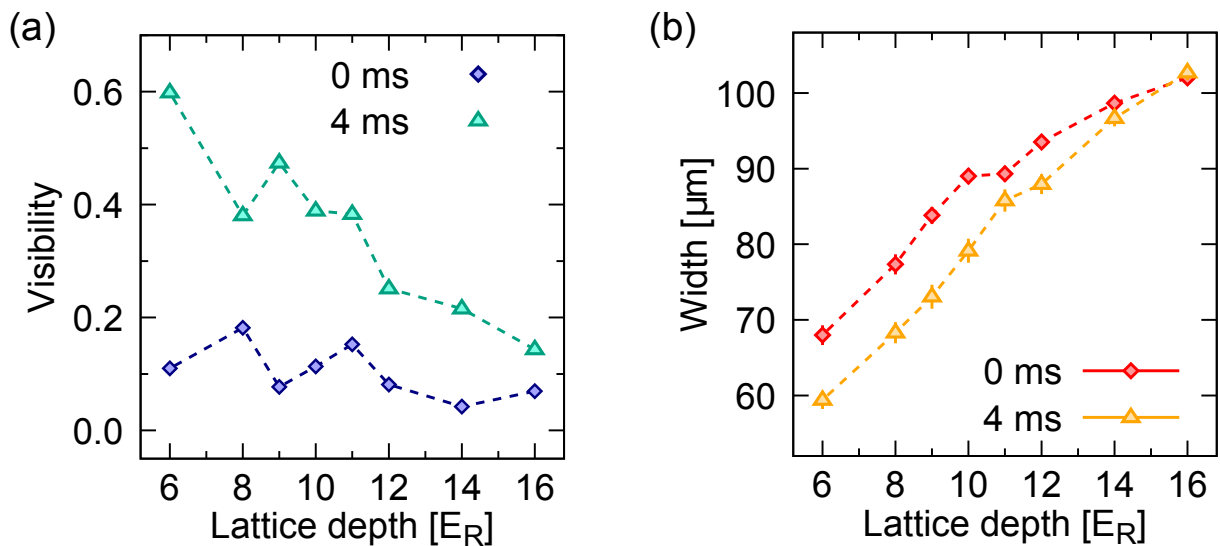 (a)
0 ms
4 ms
Visibility
0.6
0.4
0.2
0.0
6 8 10 12 14 16
Lattice depth [E_R]
(b)
Width [µm]
100
90
80
70
60
0 ms
4 ms
6 8 10 12 14 16
Lattice depth [E_R]